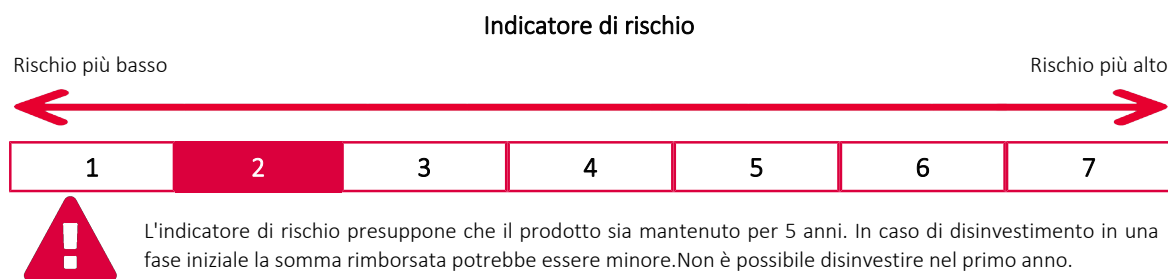 Indicatore di rischio
Rischio più basso Rischio più alto
1 2 3 4 5 6 7
L'indicatore di rischio presuppone che il prodotto sia mantenuto per 5 anni. In caso di disinvestimento in una
fase iniziale la somma rimborsata potrebbe essere minore.Non è possibile disinvestire nel primo anno.